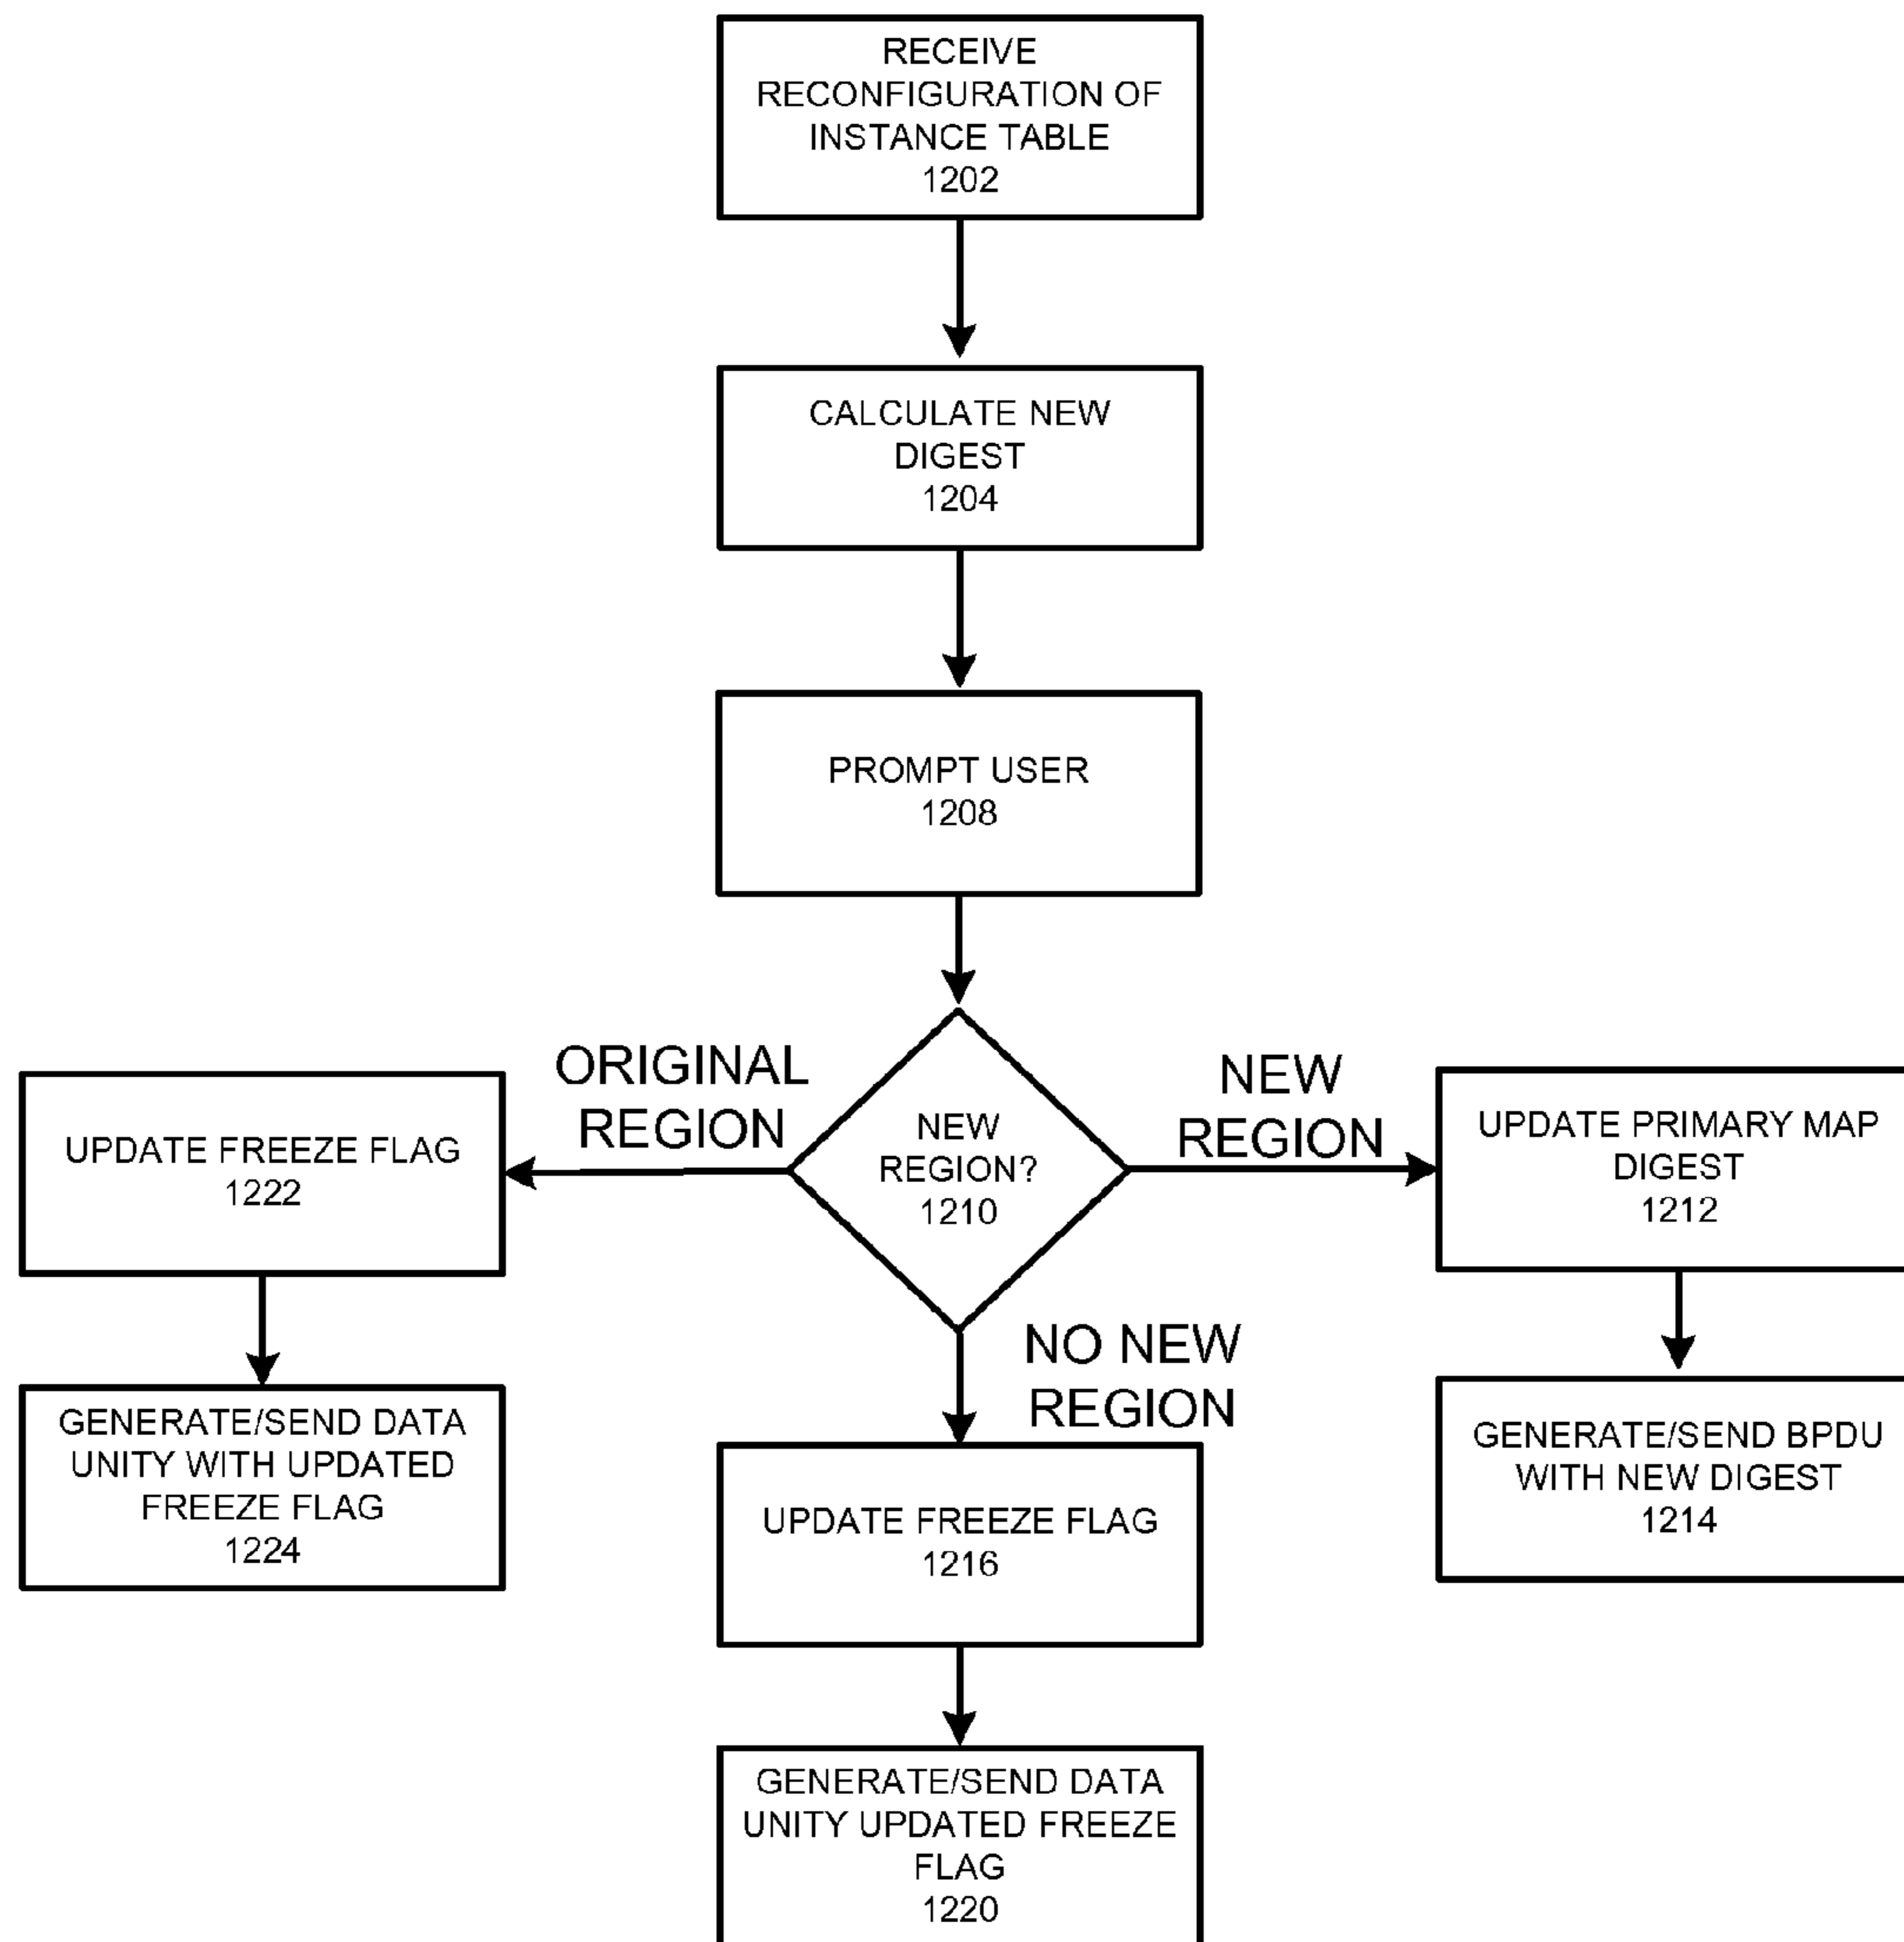 RECEIVE
RECONFIGURATION OF
INSTANCE TABLE
1202
CALCULATE NEW
DIGEST
1204
PROMPT USER
1208
NEW
REGION?
1210
ORIGINAL
REGION
NEW
REGION
NO NEW
REGION
UPDATE FREEZE FLAG
1222
GENERATE/SEND DATA
UNITY WITH UPDATED
FREEZE FLAG
1224
UPDATE PRIMARY MAP
DIGEST
1212
GENERATE/SEND BPDU
WITH NEW DIGEST
1214
UPDATE FREEZE FLAG
1216
GENERATE/SEND DATA
UNITY UPDATED FREEZE
FLAG
1220